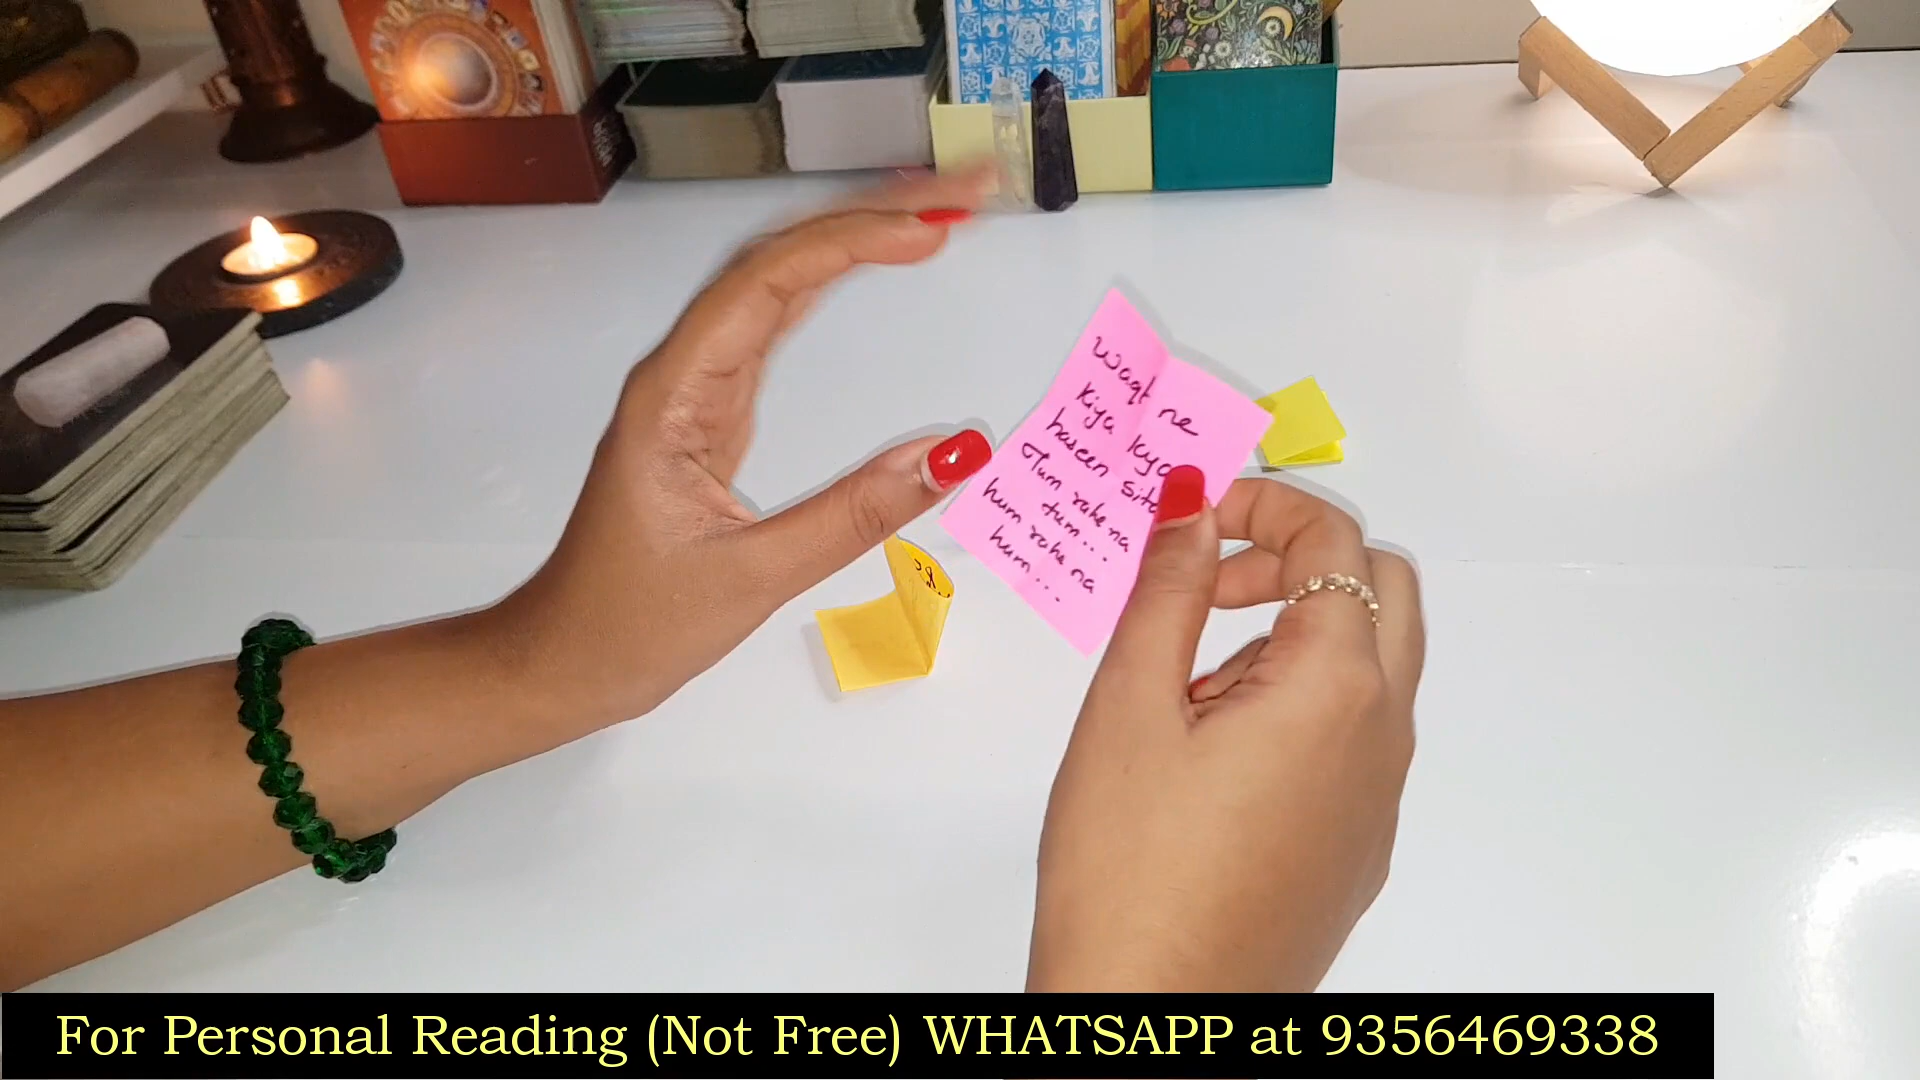 waqt ne
kiya kya
haseen sit
Tum rahe na
tum...
hum rahe na
hum...
For Personal Reading (Not Free) WHATSAPP at 9356469338